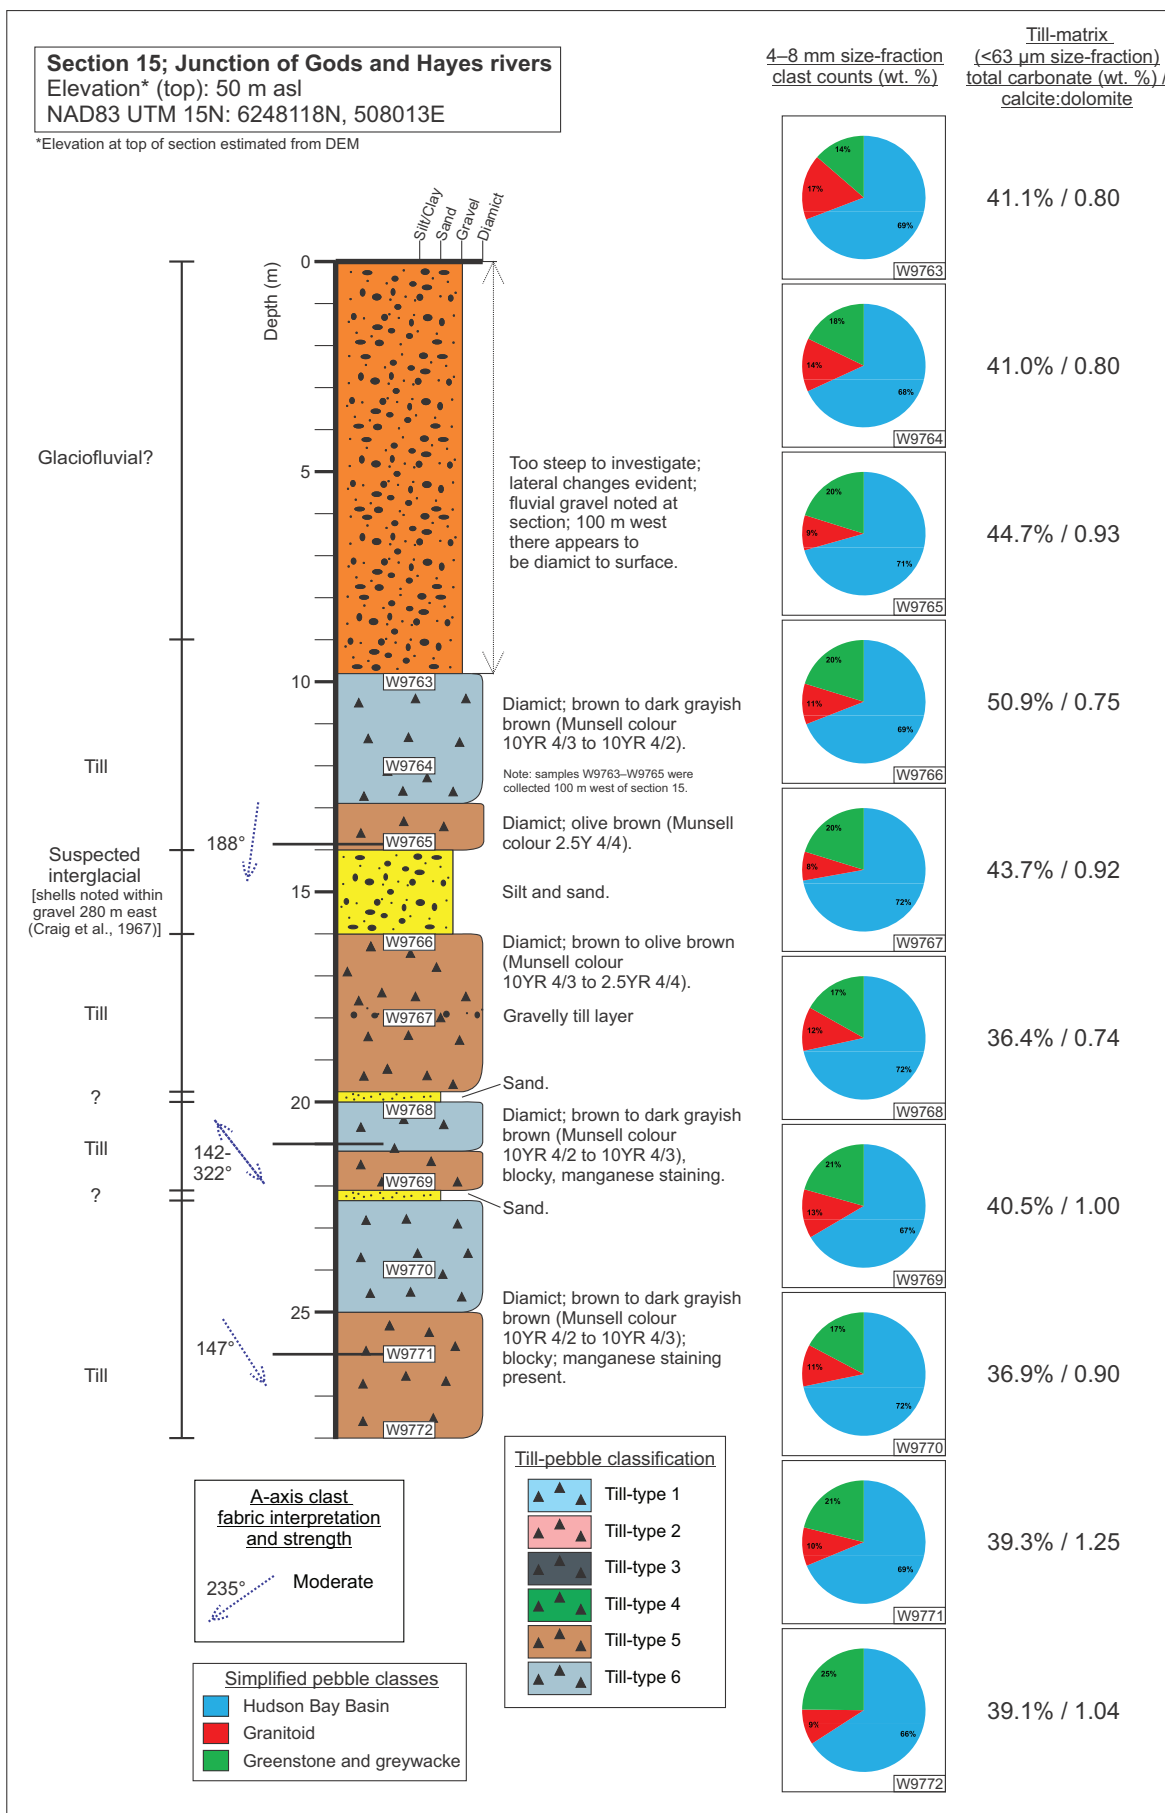 Section 15; Junction of Gods and Hayes rivers
Elevation* (top): 50 m asl
NAD83 UTM 15N: 6248118N, 508013E
*Elevation at top of section estimated from DEM
4–8 mm size-fraction
clast counts (wt. %)
Till-matrix
(<63 µm size-fraction)
total carbonate (wt. %) /
calcite:dolomite
Silt/Clay
Sand
Gravel
Diamict
Depth (m)
0
5
10
15
20
25
Glaciofluvial?
Till
Suspected
interglacial
[shells noted within
gravel 280 m east
(Craig et al., 1967)]
Till
?
Till
?
Till
188°
142-
322°
147°
W9763
W9764
W9765
W9766
W9767
W9768
W9769
W9770
W9771
W9772
Too steep to investigate;
lateral changes evident;
fluvial gravel noted at
section; 100 m west
there appears to
be diamict to surface.
Diamict; brown to dark grayish
brown (Munsell colour
10YR 4/3 to 10YR 4/2).
Note: samples W9763–W9765 were
collected 100 m west of section 15.
Diamict; olive brown (Munsell
colour 2.5Y 4/4).
Silt and sand.
Diamict; brown to olive brown
(Munsell colour
10YR 4/3 to 2.5YR 4/4).
Gravelly till layer
Sand.
Diamict; brown to dark grayish
brown (Munsell colour
10YR 4/2 to 10YR 4/3),
blocky, manganese staining.
Sand.
Diamict; brown to dark grayish
brown (Munsell colour
10YR 4/2 to 10YR 4/3);
blocky; manganese staining
present.
14%
17%
69%
W9763
41.1% / 0.80
18%
14%
68%
W9764
41.0% / 0.80
20%
9%
71%
W9765
44.7% / 0.93
20%
11%
69%
W9766
50.9% / 0.75
20%
8%
72%
W9767
43.7% / 0.92
17%
12%
72%
W9768
36.4% / 0.74
21%
13%
67%
W9769
40.5% / 1.00
17%
11%
72%
W9770
36.9% / 0.90
21%
10%
69%
W9771
39.3% / 1.25
25%
9%
66%
W9772
39.1% / 1.04
A-axis clast
fabric interpretation
and strength
235°
Moderate
Simplified pebble classes
Hudson Bay Basin
Granitoid
Greenstone and greywacke
Till-pebble classification
Till-type 1
Till-type 2
Till-type 3
Till-type 4
Till-type 5
Till-type 6